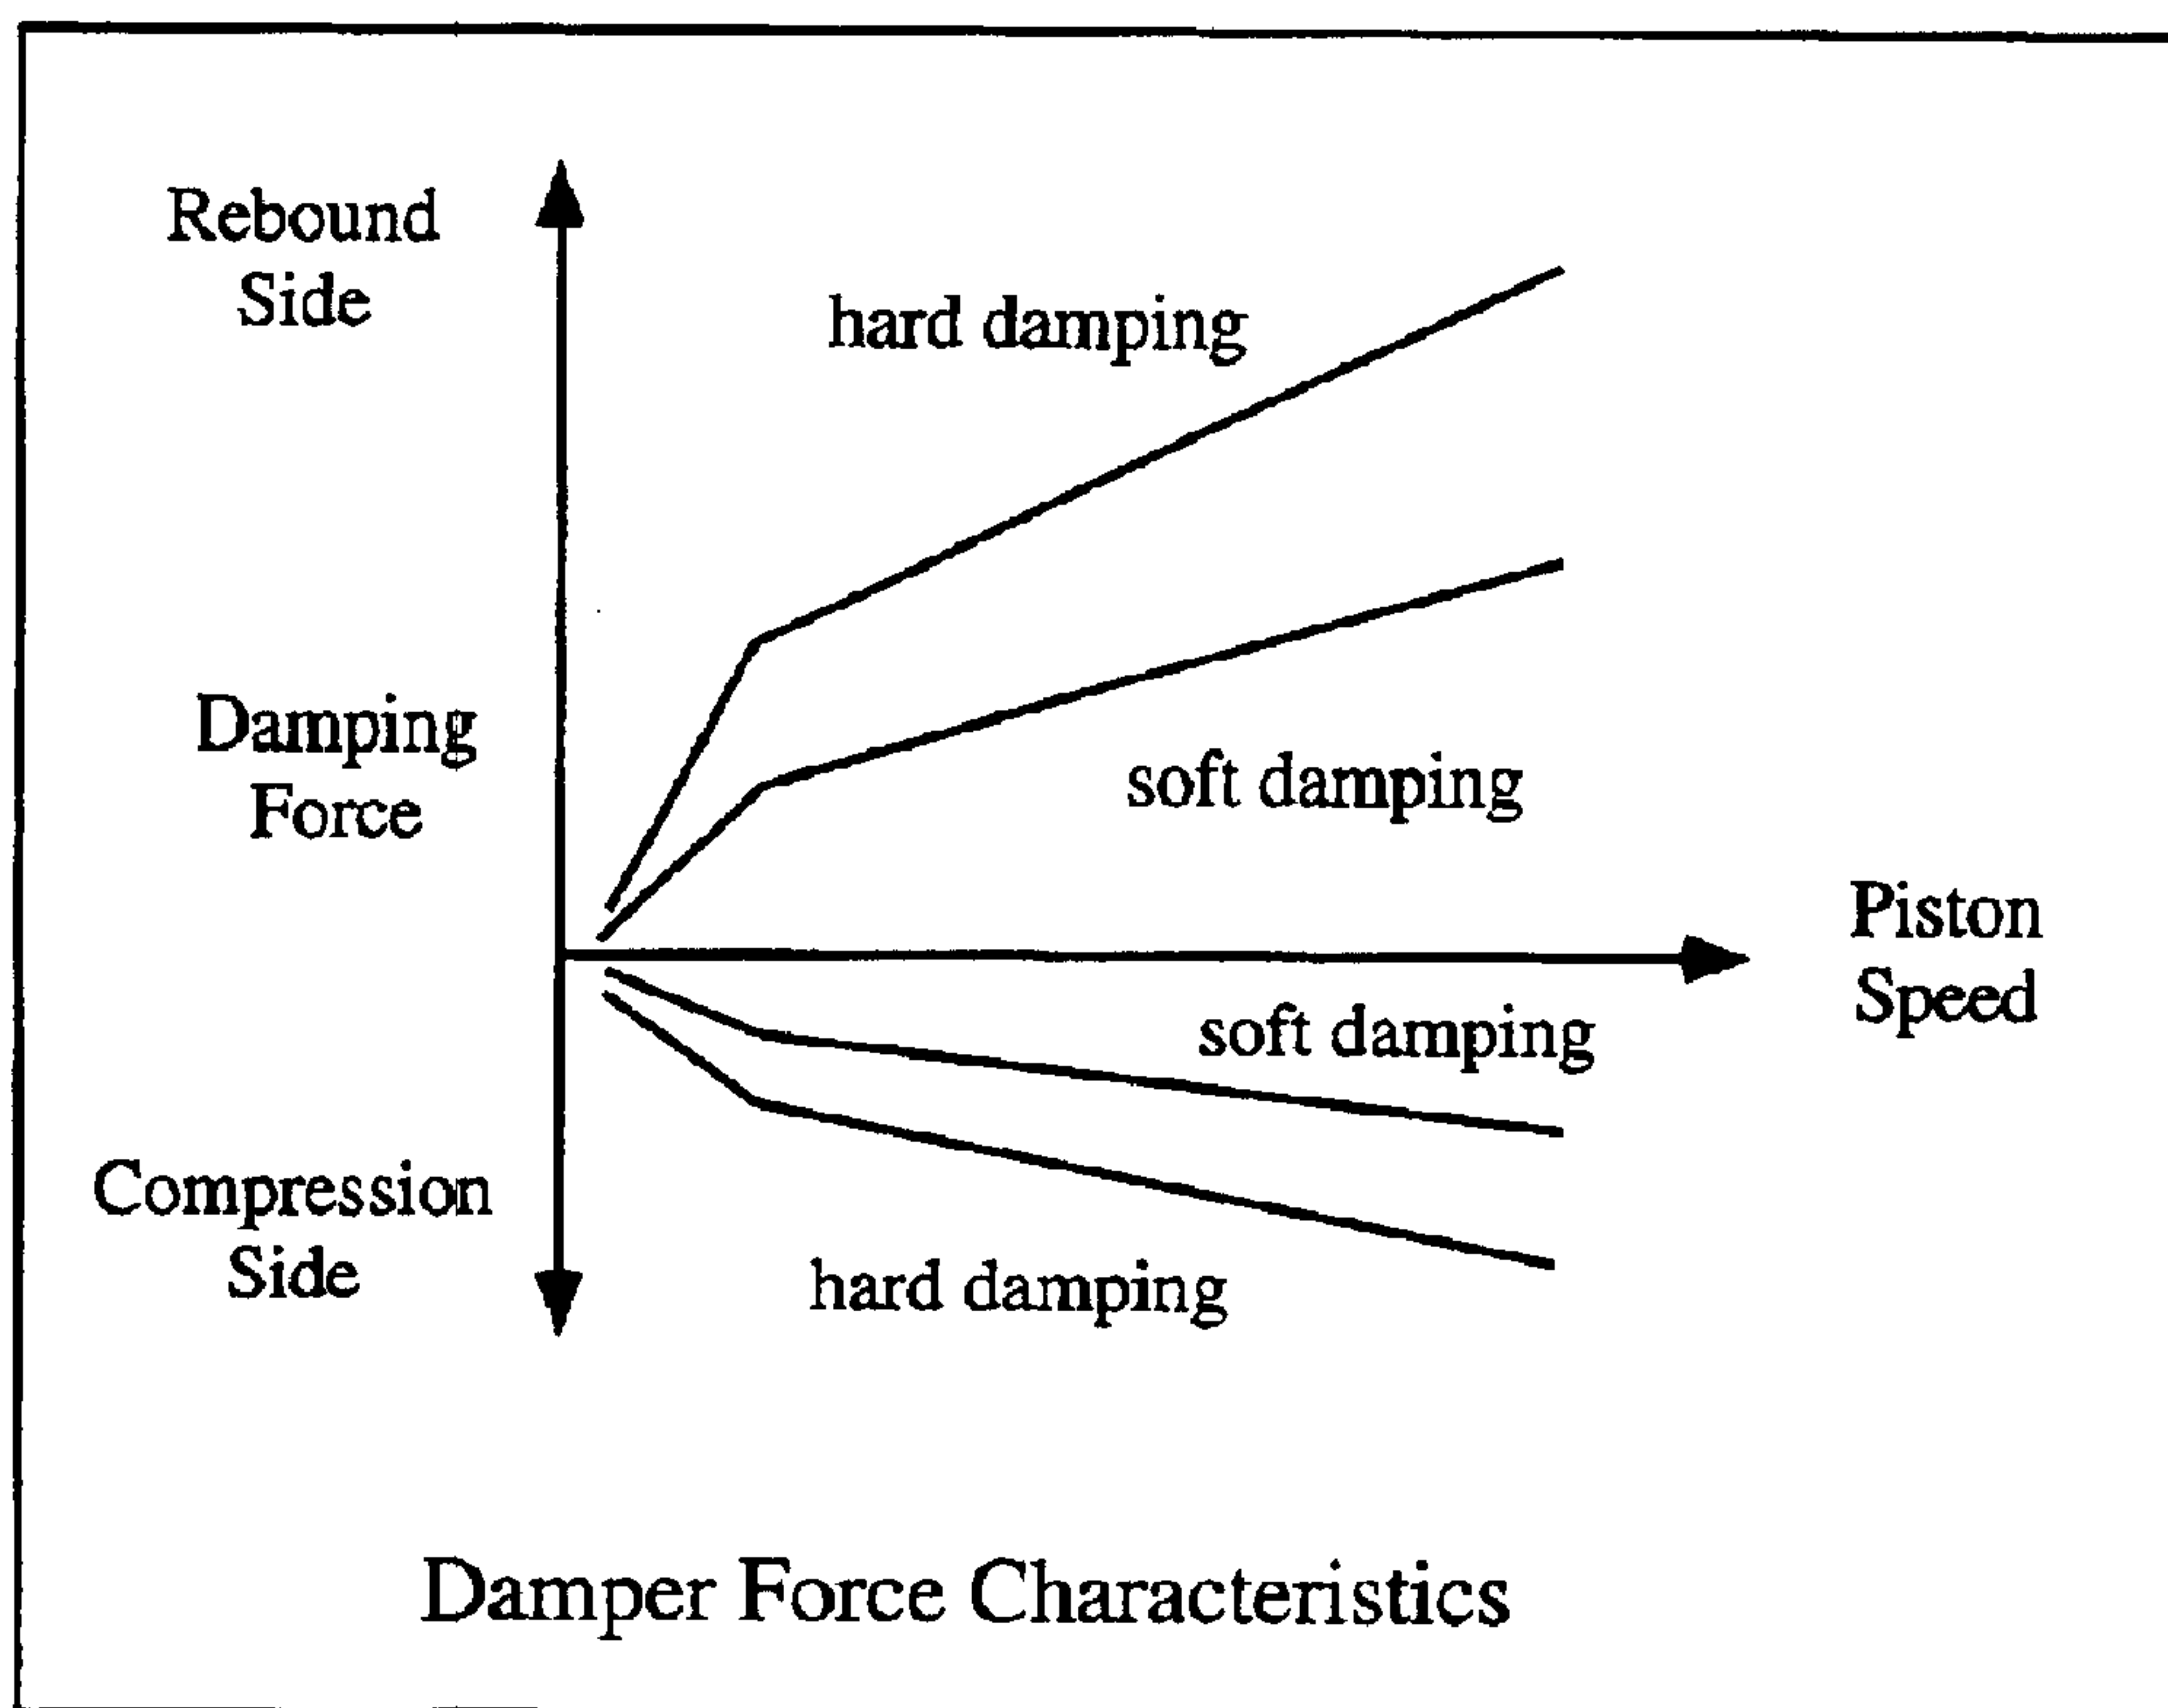 Rebound
Side
hard damping
Damping
Force
soft damping
Piston
Speed
soft damping
Compression
Side
hard damping
Damper Force Characteristics